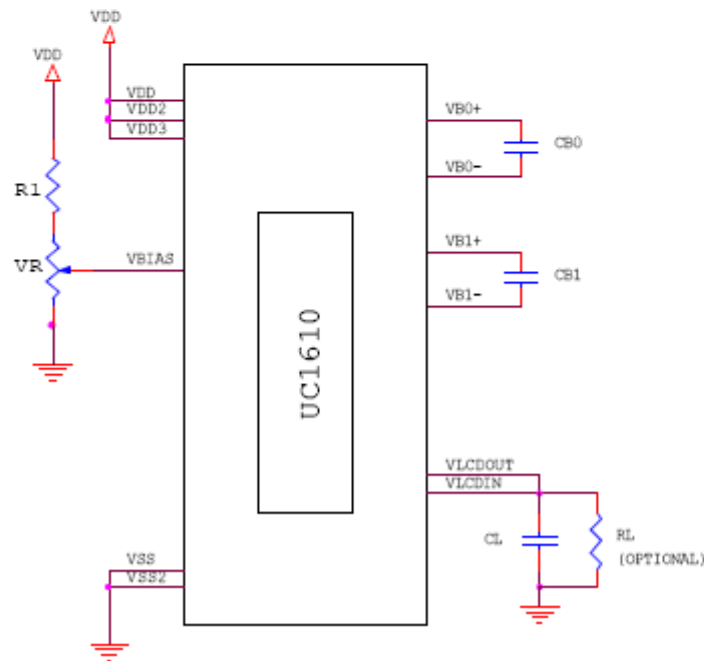 VDD
VDD
VDD
VDD2
VDD3
VB0+
CB0
VB0-
R1
VR
VBIAS
VB1+
CB1
VB1-
UC1610
VLCDOUT
VLCDIN
CL
RL
(OPTIONAL)
VSS
VSS2